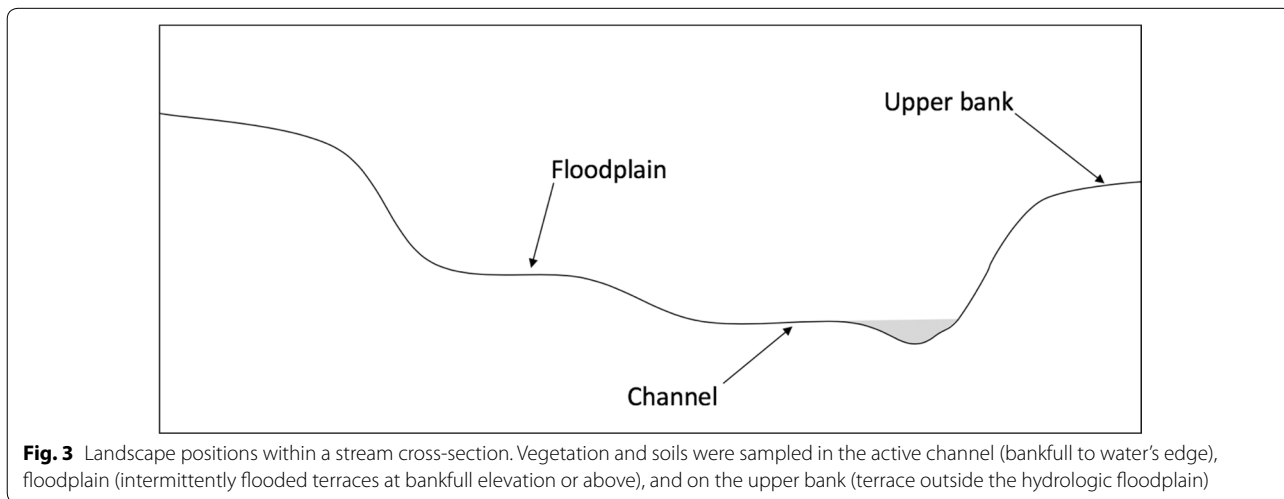 Upper bank
Floodplain
Channel
Fig. 3 Landscape positions within a stream cross-section. Vegetation and soils were sampled in the active channel (bankfull to water’s edge),
floodplain (intermittently flooded terraces at bankfull elevation or above), and on the upper bank (terrace outside the hydrologic floodplain)